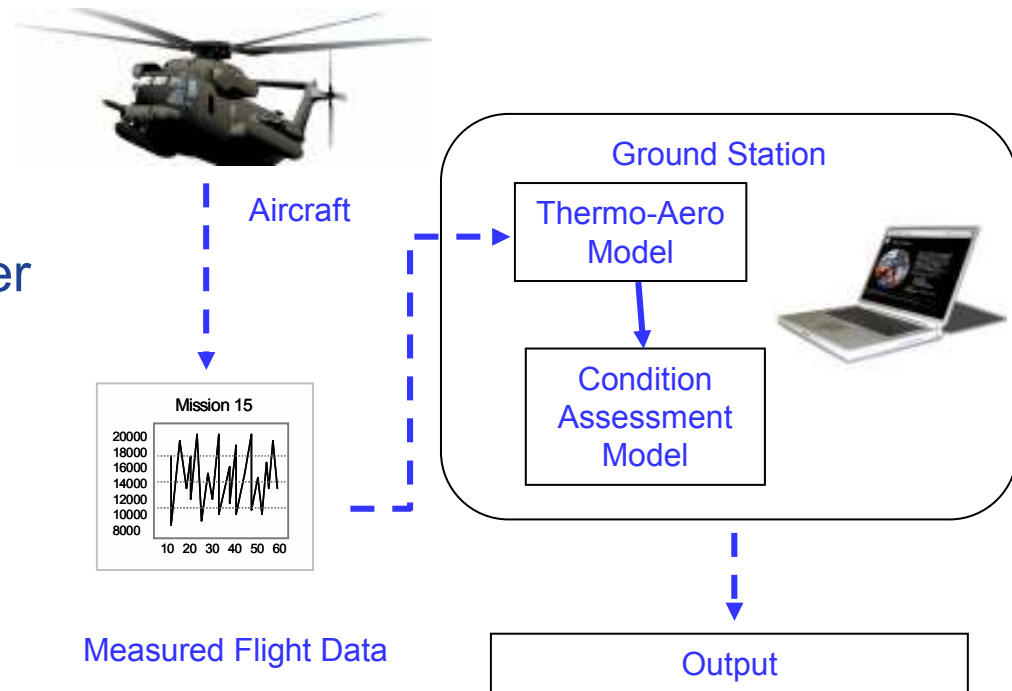 Aircraft
er
Ground Station
Thermo-Aero
Model
Condition
Assessment
Model
Mission 15
20000
18000
16000
14000
12000
10000
8000
10 20 30 40 50 60
Measured Flight Data
Output